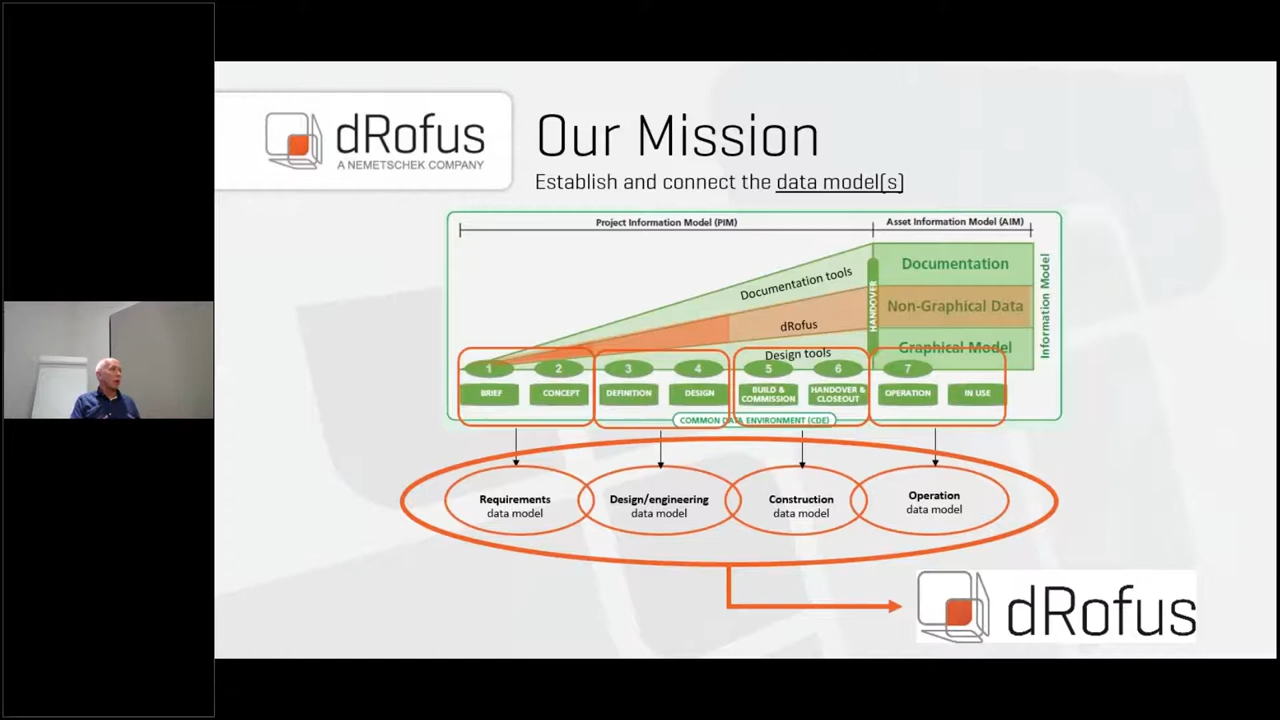 dRofus
A NEMETSCHEK COMPANY
Our Mission
Establish and connect the data model(s)
Project Information Model (PIM)
Asset Information Model (AIM)
Documentation tools
dRofus
Design tools
HANDOVER
Documentation
Non-Graphical Data
Graphical Model
Information Model
1
2
3
4
5
6
7
BRIEF
CONCEPT
DEFINITION
DESIGN
BUILD &
COMMISSION
HANDOVER &
CLOSEOUT
OPERATION
IN USE
COMMON DATA ENVIRONMENT (CDE)
Requirements
data model
Design/engineering
data model
Construction
data model
Operation
data model
dRofus